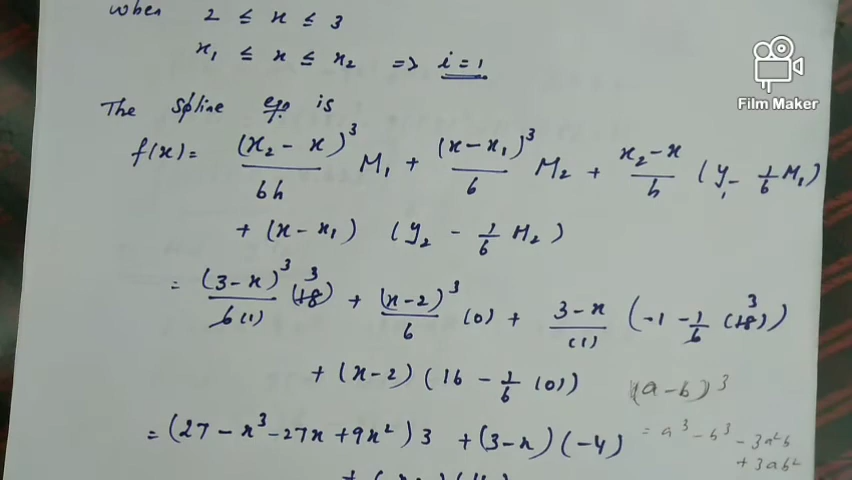 when 2 ≤ x ≤ 3
x₁ ≤ x ≤ x₂ => i = 1
Film Maker
The Spline eqn is
f(x) = (x₂ - x)³/6h M₁ + (x - x₁)³/6 M₂ + x₂ - x/h (y₁ - 1/6 M₁)
+ (x - x₁) (y₂ - 1/6 M₂)
= (3 - x)³/6(1) (18) 3 + (x - 2)³/6 (0) + 3 - x/(1) (-1 - 1/6 (18) 3)
+ (x - 2) (16 - 1/6 (0))
(a - b)³
= (27 - x³ - 27x + 9x²) 3 + (3 - x) (-4)
= a³ - b³ - 3a²b
+ 3ab²